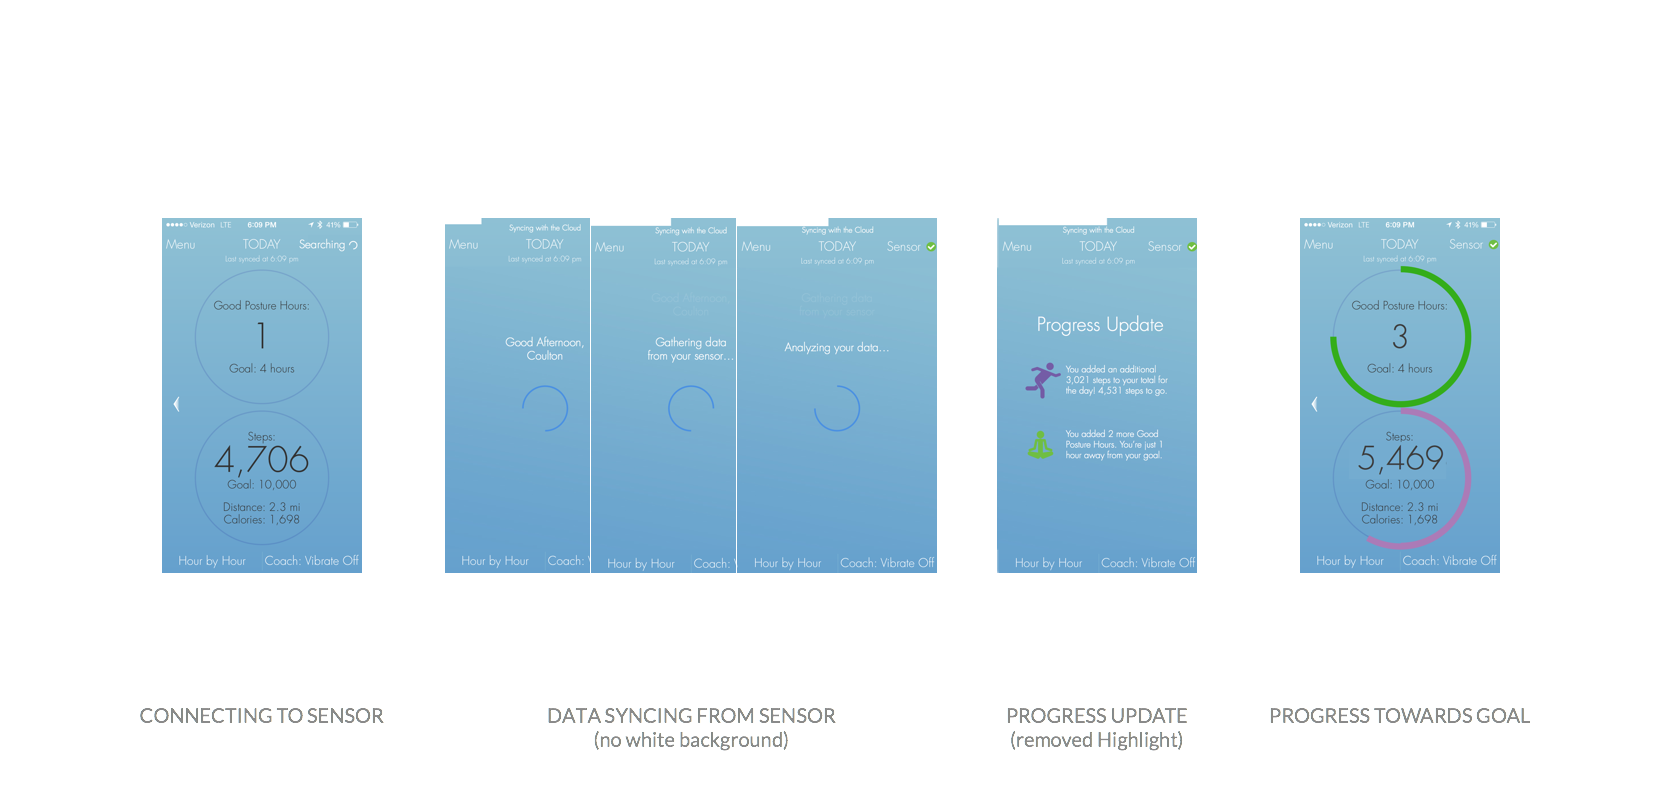 Verizon LTE 6:09 PM 41%
Menu TODAY Searching
Last synced at 6:09 pm
Good Posture Hours:
1
Goal: 4 hours
Steps:
4,706
Goal: 10,000
Distance: 2.3 mi
Calories: 1,698
Hour by Hour Coach: Vibrate Off
CONNECTING TO SENSOR
Syncing with the Cloud
Menu TODAY
Last synced at 6:09 pm
Good Afternoon,
Coulton
Hour by Hour Coach: V
Syncing with the Cloud
Menu TODAY
Last synced at 6:09 pm
Good Afternoon,
Coulton
Gathering data
from your sensor...
Hour by Hour Coach: V
Syncing with the Cloud
Menu TODAY Sensor
Last synced at 6:09 pm
Gathering data
from your sensor
Analyzing your data...
Hour by Hour Coach: Vibrate Off
DATA SYNCING FROM SENSOR
(no white background)
Syncing with the Cloud
Menu TODAY Sensor
Last synced at 6:09 pm
Progress Update
You added an additional
3,021 steps to your total for
the day! 4,531 steps to go.
You added 2 more Good
Posture Hours. You're just 1
hour away from your goal.
Hour by Hour Coach: Vibrate Off
PROGRESS UPDATE
(removed Highlight)
Verizon LTE 6:09 PM 41%
Menu TODAY Sensor
Last synced at 6:09 pm
Good Posture Hours:
3
Goal: 4 hours
Steps:
5,469
Goal: 10,000
Distance: 2.3 mi
Calories: 1,698
Hour by Hour Coach: Vibrate Off
PROGRESS TOWARDS GOAL